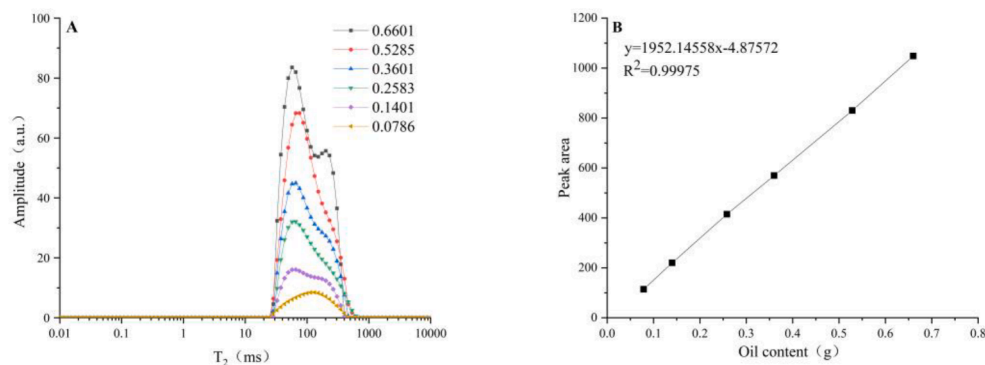 A
100
80
60
40
20
0
Amplitude（a.u.）
0.01 0.1 1 10 100 1000 10000
T2（ms）
0.6601
0.5285
0.3601
0.2583
0.1401
0.0786
B
y=1952.14558x-4.87572
R²=0.99975
1200
1000
800
600
400
200
0
Peak area
0.0 0.1 0.2 0.3 0.4 0.5 0.6 0.7 0.8
Oil content（g）